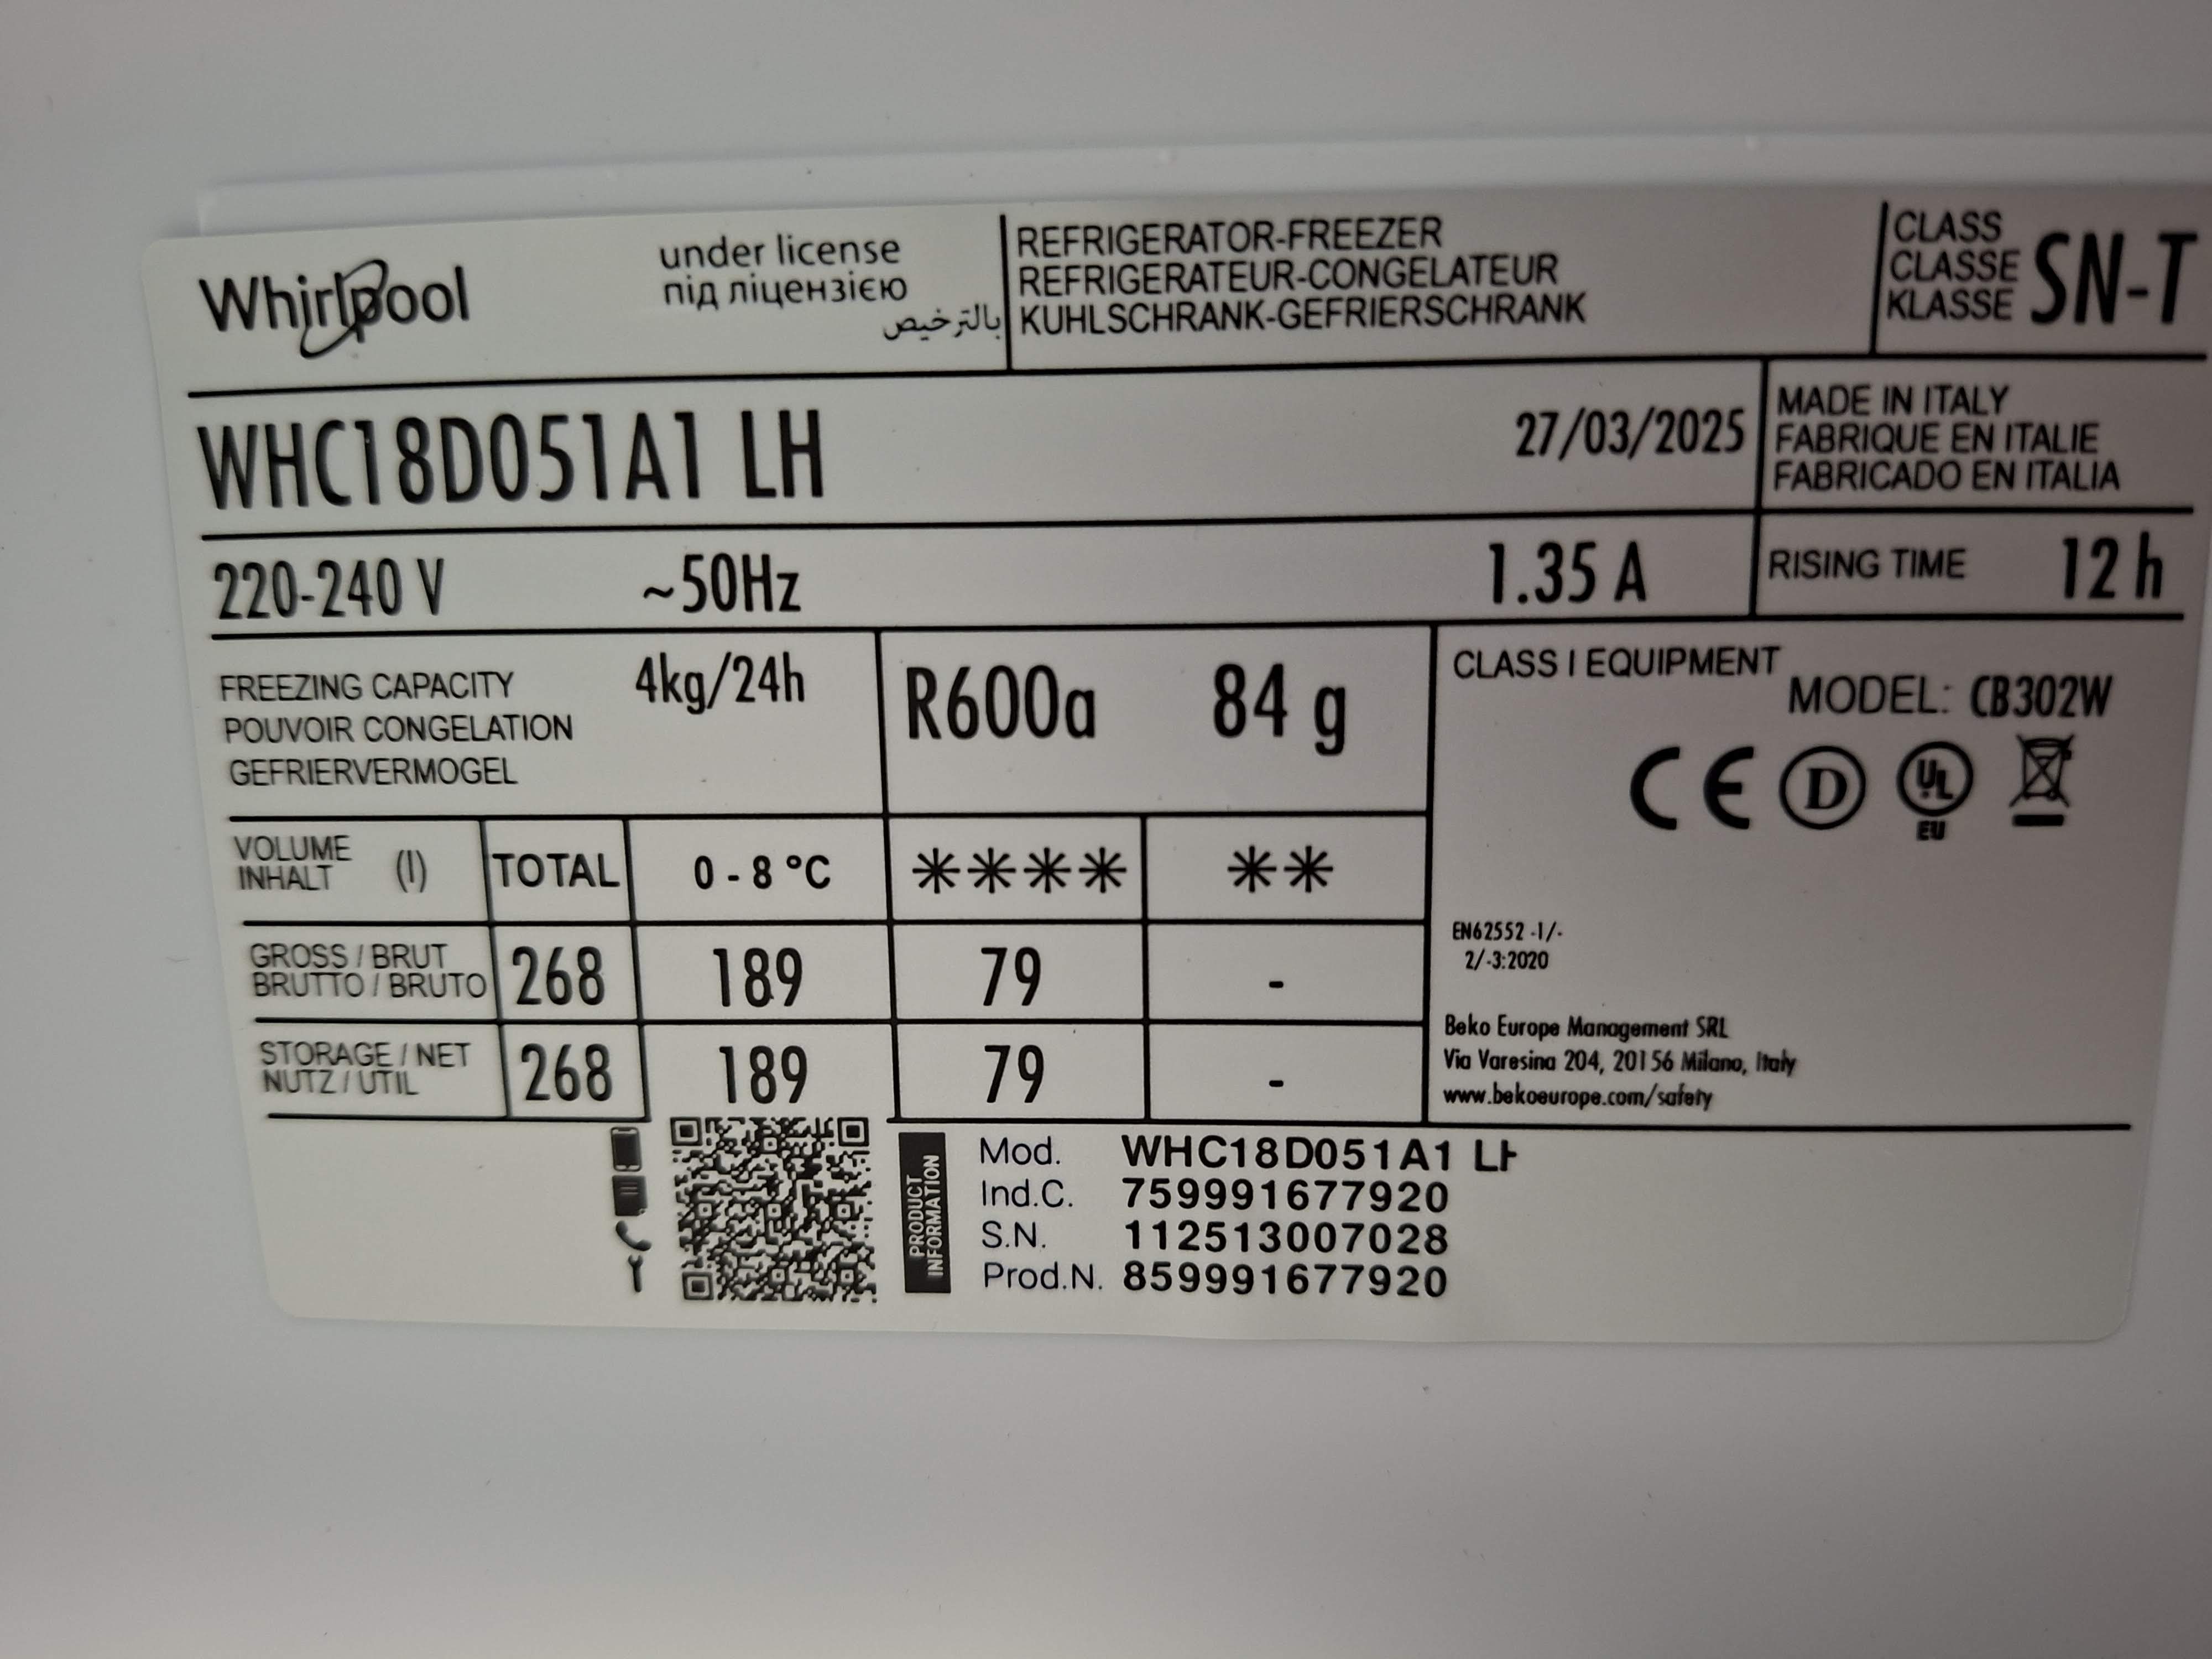 Whirlpool
under license
під ліцензією
بالترخيص
REFRIGERATOR-FREEZER
REFRIGERATEUR-CONGELATEUR
KUHLSCHRANK-GEFRIERSCHRANK
CLASS
CLASSE
KLASSE
SN-T
WHC18D051A1 LH
27/03/2025
MADE IN ITALY
FABRIQUE EN ITALIE
FABRICADO EN ITALIA
220-240 V ~50Hz 1.35 A
RISING TIME 12 h
FREEZING CAPACITY 4kg/24h
POUVOIR CONGELATION
GEFRIERVERMOGEL
R600a 84 g
CLASS I EQUIPMENT
MODEL: CB302W
CE D UL
EU
VOLUME
INHALT (l)
TOTAL 0 - 8 °C **** **
GROSS / BRUT
BRUTTO / BRUTO
268 189 79 -
STORAGE / NET
NUTZ / UTIL
268 189 79 -
EN62552 -1/-
2/-3:2020
Beko Europe Management SRL
Via Varesina 204, 20156 Milano, Italy
www.bekoeurope.com/safety
PRODUCT
INFORMATION
Mod. WHC18D051A1 LH
Ind.C. 759991677920
S.N. 112513007028
Prod.N. 859991677920